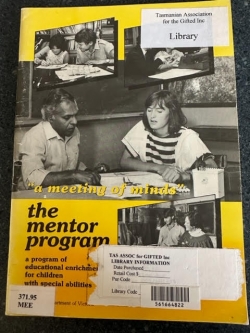 Tasmanian Association
for the Gifted Inc
Library
"a meeting of minds"
the
mentor
program
a program of
educational enrichm
for children
with special abilities
TAS ASSOC for GIFTED Inc
LIBRARY INFORMATION
Date Purchased
Retail Cost $
Pur Code
Library Code
561664822
371.95
MEE